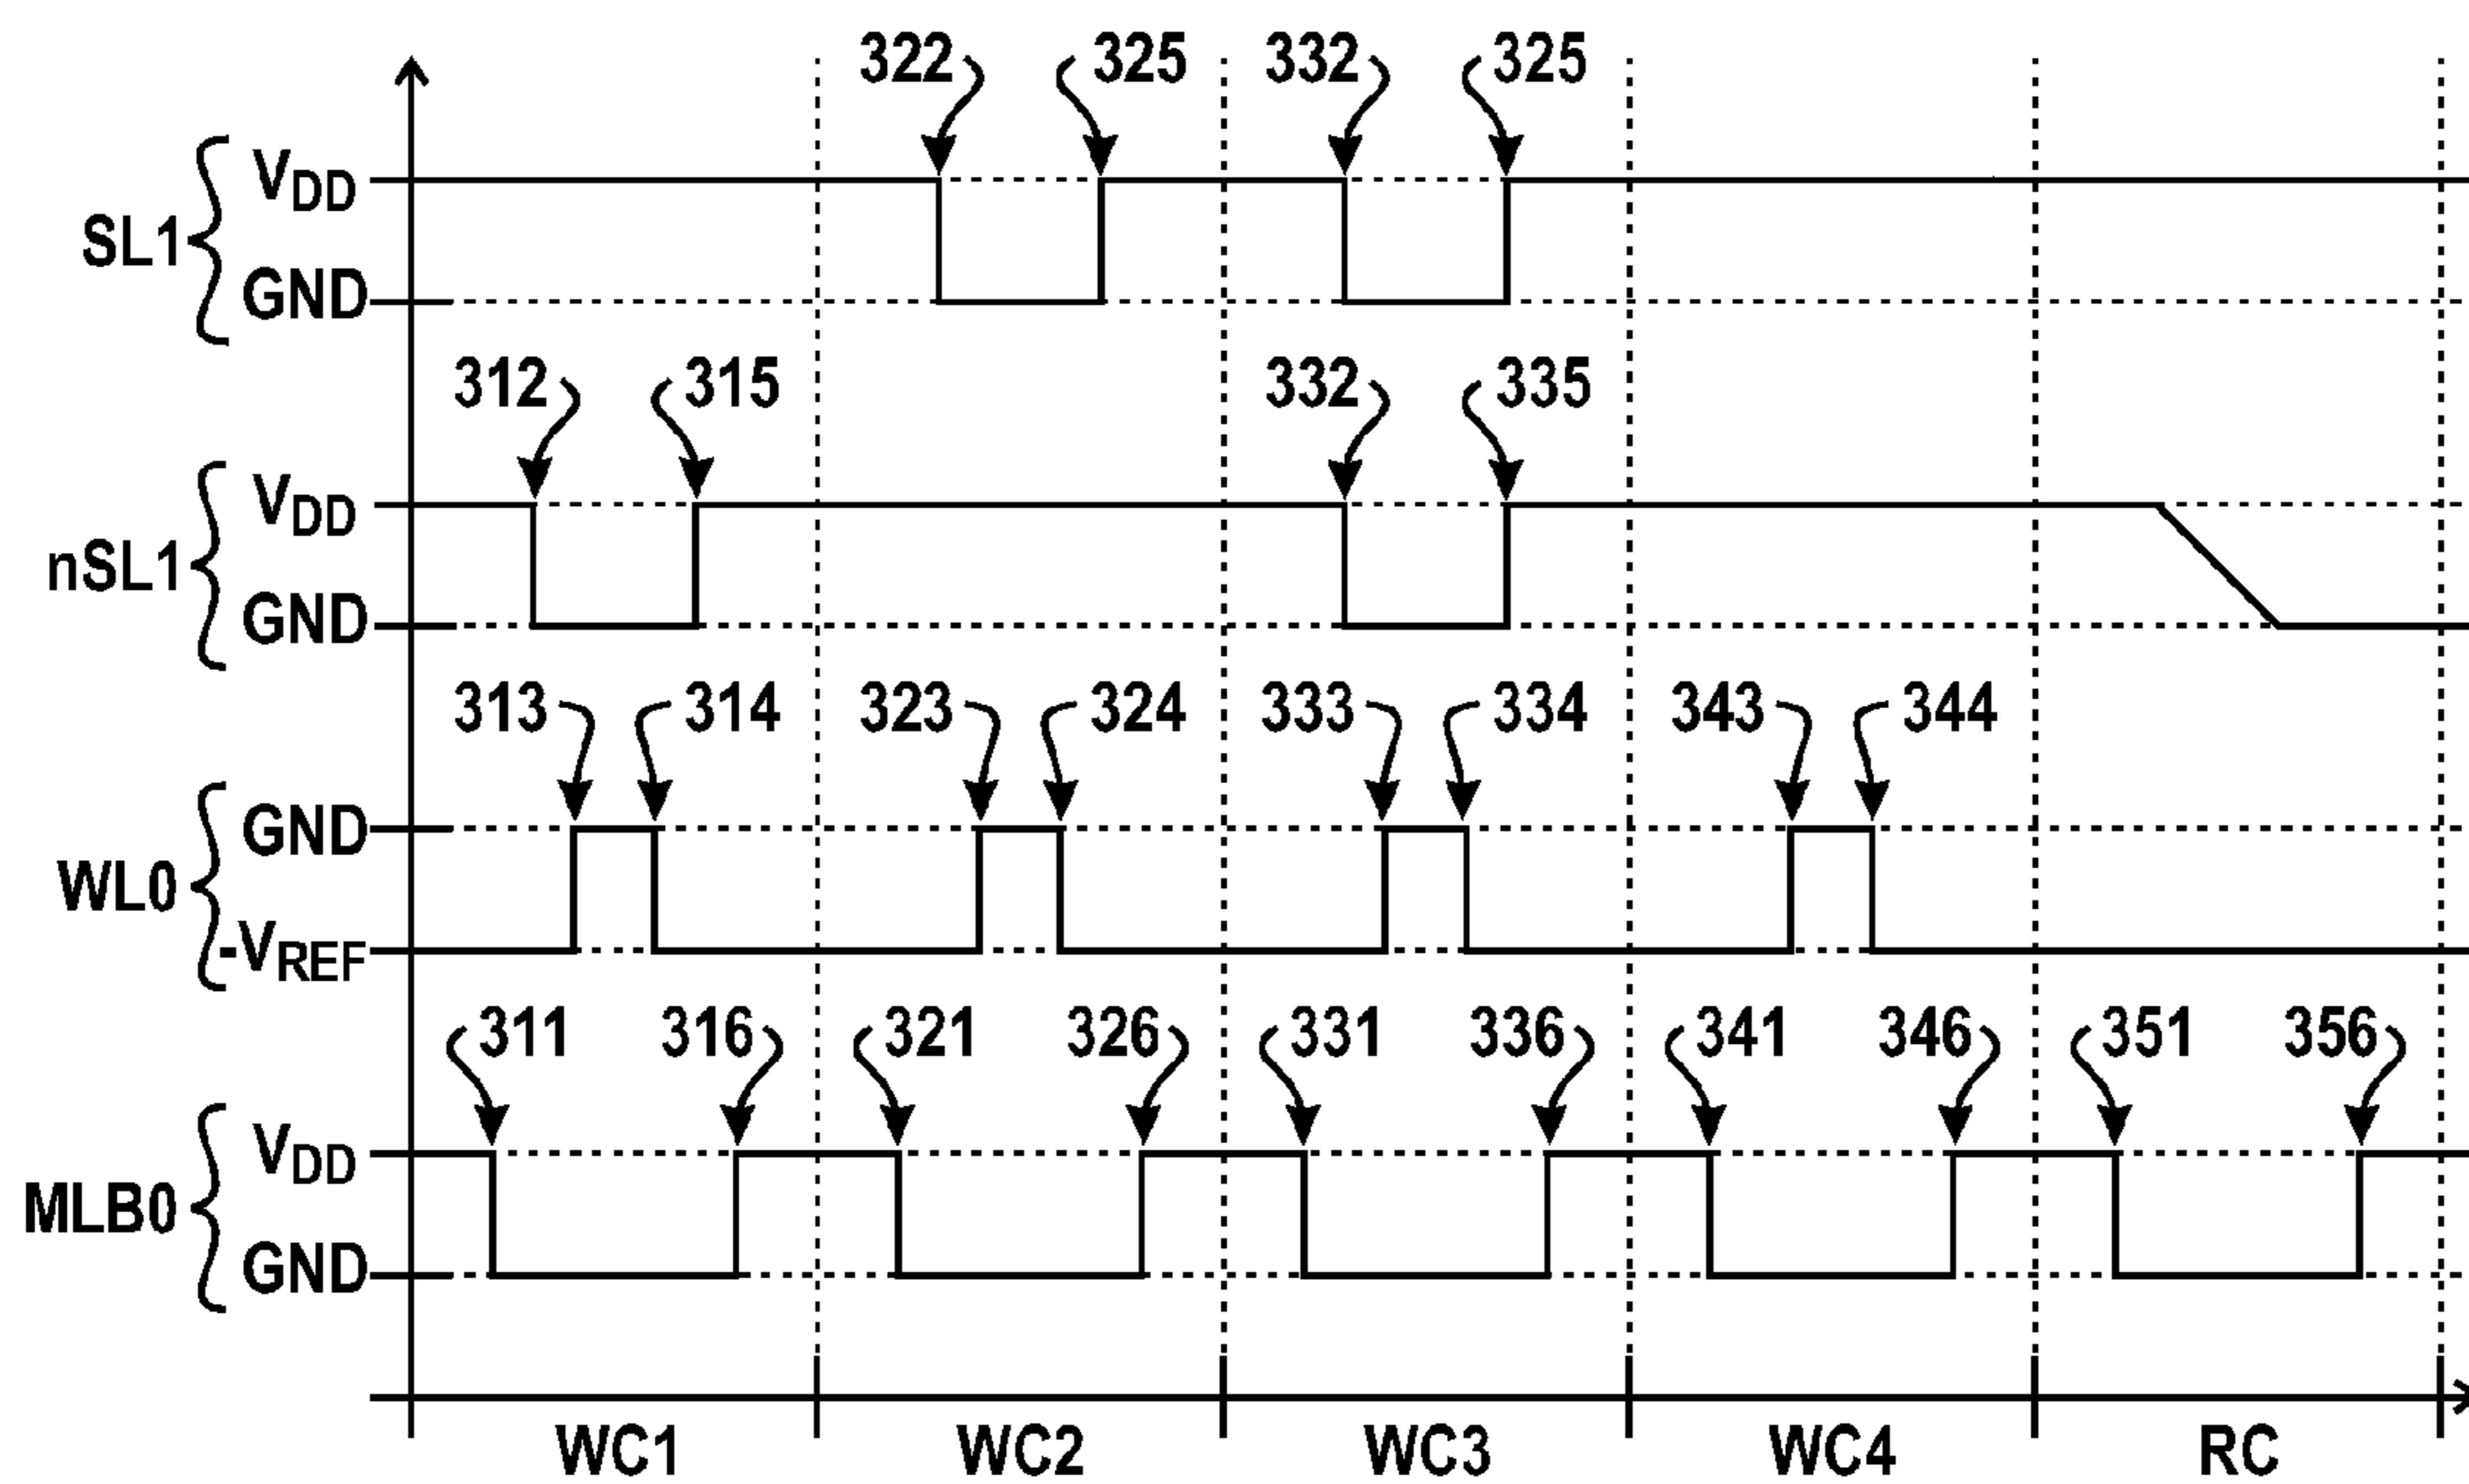 322 325 332 325
VDD
SL1
GND
312 315 332 335
VDD
nSL1
GND
313 314 323 324 333 334 343 344
GND
WL0
-VREF
311 316 321 326 331 336 341 346 351 356
VDD
MLB0
GND
WC1 WC2 WC3 WC4 RC